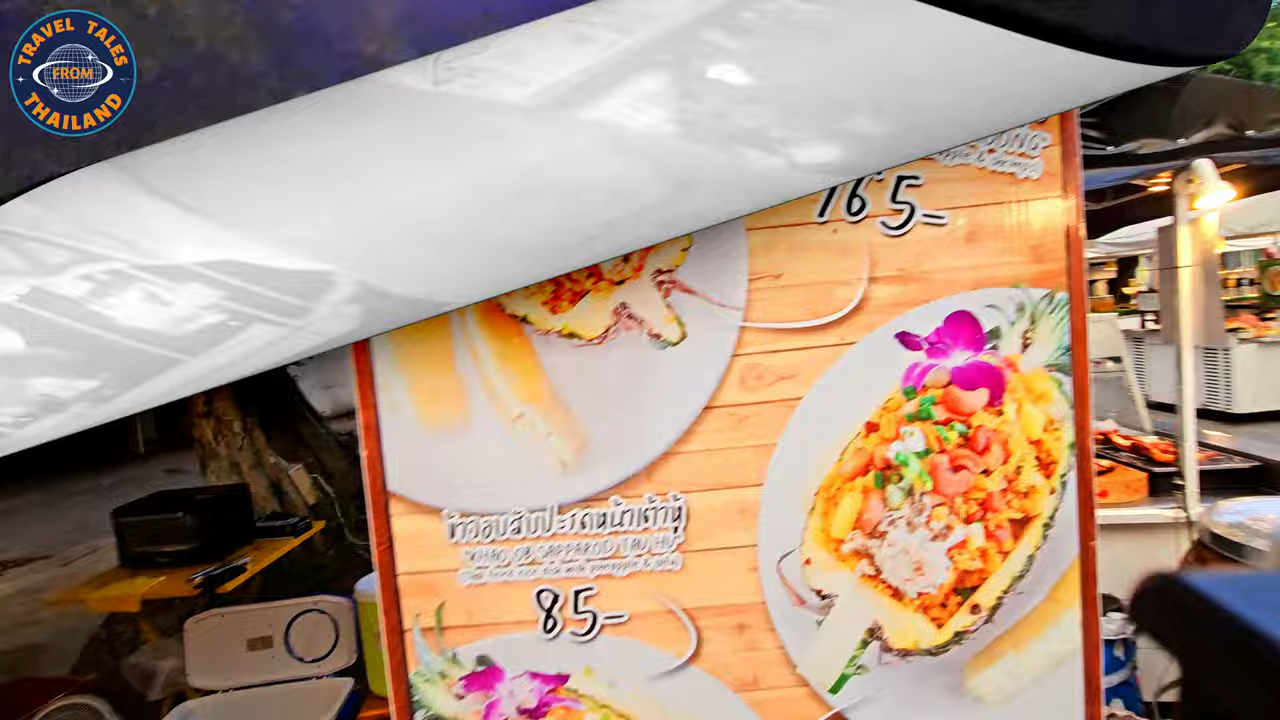 TRAVEL TALES
FROM
THAILAND
165-
ข้าวอบสับปะรดหน้าเต้าหู้
"KHAO OB SAPPAROD TAU HU"
85-